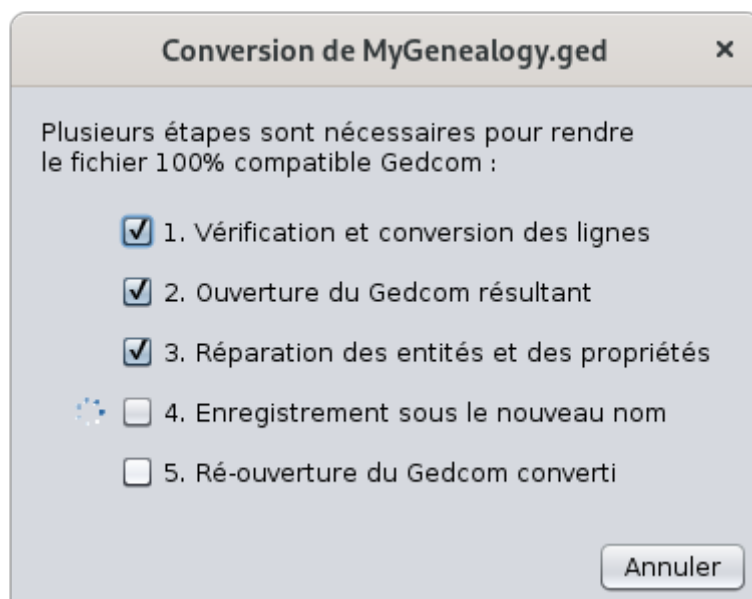 Conversion de MyGenealogy.ged
Plusieurs étapes sont nécessaires pour rendre
le fichier 100% compatible Gedcom :
1. Vérification et conversion des lignes
2. Ouverture du Gedcom résultant
3. Réparation des entités et des propriétés
4. Enregistrement sous le nouveau nom
5. Ré-ouverture du Gedcom converti
Annuler